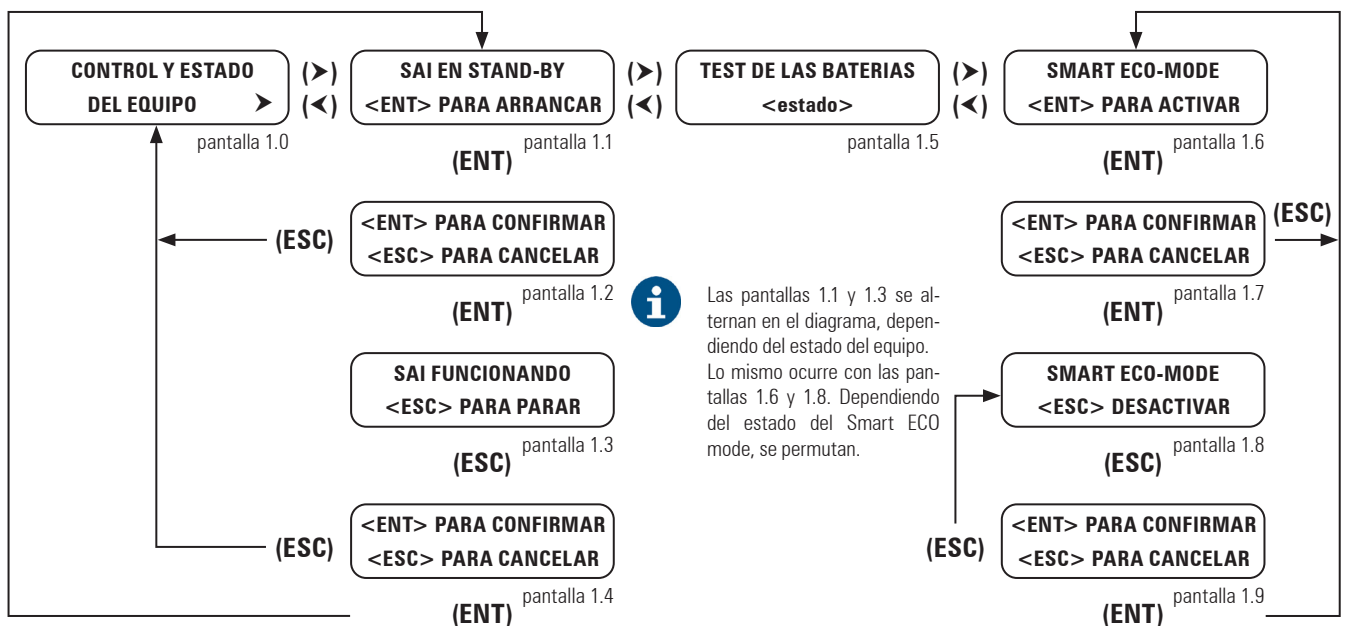 CONTROL Y ESTADO
DEL EQUIPO ➤
pantalla 1.0
(➤)
(<)
SAI EN STAND-BY
<ENT> PARA ARRANCAR
pantalla 1.1
(➤)
(<)
TEST DE LAS BATERIAS
<estado>
pantalla 1.5
(➤)
(<)
SMART ECO-MODE
<ENT> PARA ACTIVAR
pantalla 1.6
(ENT)
(ENT)
(ESC)
<ENT> PARA CONFIRMAR
<ESC> PARA CANCELAR
pantalla 1.2
(ENT)
<ENT> PARA CONFIRMAR
<ESC> PARA CANCELAR
pantalla 1.7
(ESC)
(ENT)
i
Las pantallas 1.1 y 1.3 se al-
ternan en el diagrama, depen-
diendo del estado del equipo.
Lo mismo ocurre con las pan-
tallas 1.6 y 1.8. Dependiendo
del estado del Smart ECO
mode, se permutan.
SAI FUNCIONANDO
<ESC> PARA PARAR
pantalla 1.3
(ESC)
SMART ECO-MODE
<ESC> DESACTIVAR
pantalla 1.8
(ESC)
(ESC)
<ENT> PARA CONFIRMAR
<ESC> PARA CANCELAR
pantalla 1.4
(ENT)
(ESC)
<ENT> PARA CONFIRMAR
<ESC> PARA CANCELAR
pantalla 1.9
(ENT)